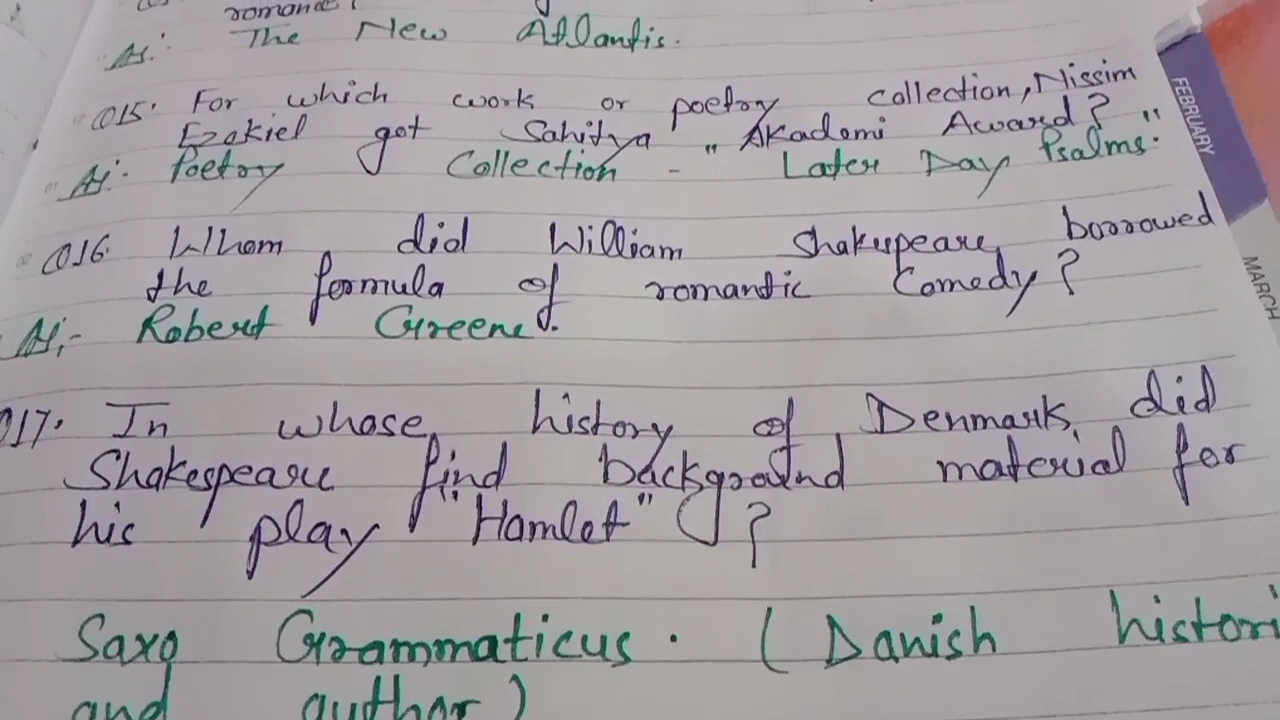 romance?
As: The New Atlantis.
Q15. For which work or poetry collection, Nissim
Ezekiel got Sahitya Akademi Award?
As:- Poetry Collection - "Later Day Psalms."
Q16. Whom did William Shakespeare borrowed
the formula of romantic Comedy?
As:- Robert Greene.
Q17. In whose history of Denmark did
Shakespeare find background material for
his play "Hamlet"?
Saxo Grammaticus. (Danish histori
and author)
FEBRUARY
MARCH